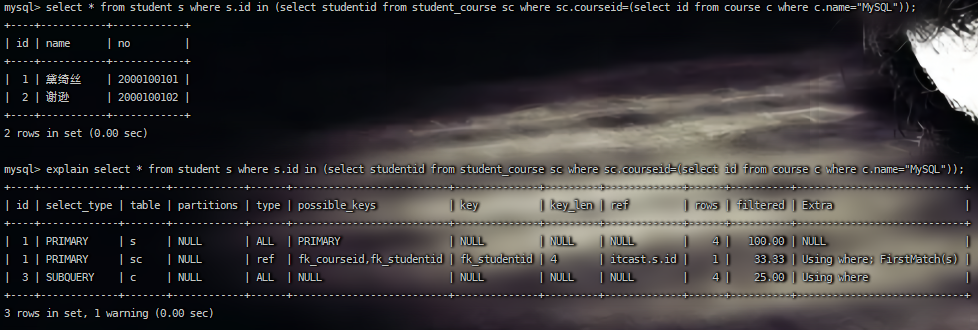 mysql> select * from student s where s.id in (select studentid from student_course sc where sc.courseid=(select id from course c where c.name="MySQL"));
+----+-----------+------------+
| id | name      | no         |
+----+-----------+------------+
|  1 | 黛绮丝    | 2000100101 |
|  2 | 谢逊      | 2000100102 |
+----+-----------+------------+
2 rows in set (0.00 sec)
mysql> explain select * from student s where s.id in (select studentid from student_course sc where sc.courseid=(select id from course c where c.name="MySQL"));
+----+-------------+-------+------------+------+--------------------------+--------------+---------+-------------+------+----------+----------------------------+
| id | select_type | table | partitions | type | possible_keys            | key          | key_len | ref         | rows | filtered | Extra                      |
+----+-------------+-------+------------+------+--------------------------+--------------+---------+-------------+------+----------+----------------------------+
|  1 | PRIMARY     | s     | NULL       | ALL  | PRIMARY                  | NULL         | NULL    | NULL        |    4 |   100.00 | NULL                       |
|  1 | PRIMARY     | sc    | NULL       | ref  | fk_courseid,fk_studentid | fk_studentid | 4       | itcast.s.id |    1 |    33.33 | Using where; FirstMatch(s) |
|  3 | SUBQUERY    | c     | NULL       | ALL  | NULL                     | NULL         | NULL    | NULL        |    4 |    25.00 | Using where                |
+----+-------------+-------+------------+------+--------------------------+--------------+---------+-------------+------+----------+----------------------------+
3 rows in set, 1 warning (0.00 sec)